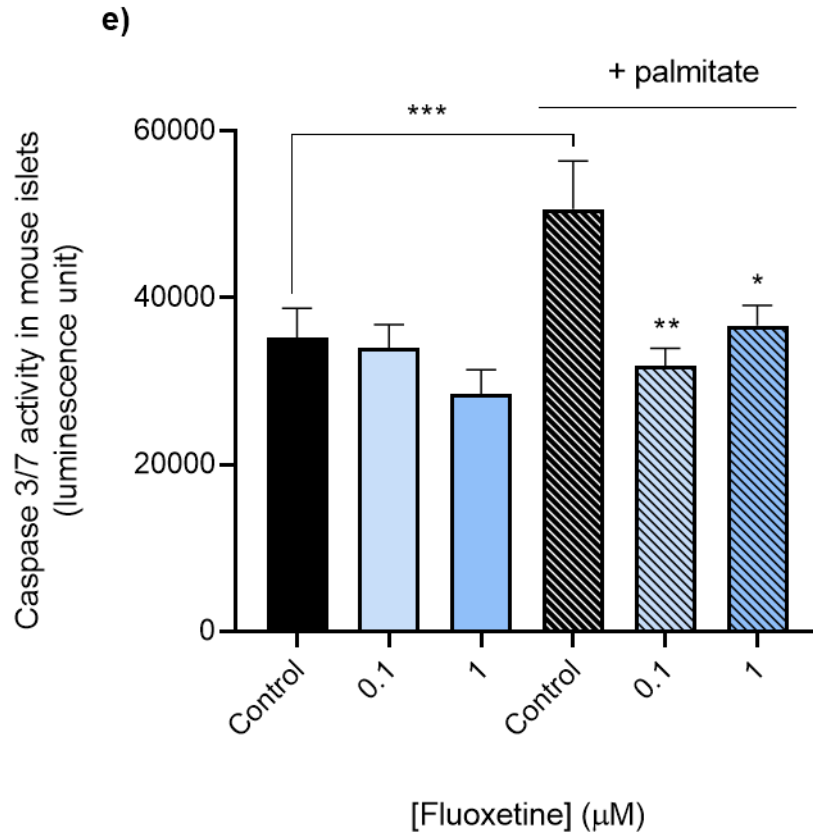 e)
+ palmitate
***
60000
40000
20000
0
**
*
Caspase 3/7 activity in mouse islets
(luminescence unit)
Control
0.1
1
Control
0.1
1
[Fluoxetine] (μM)